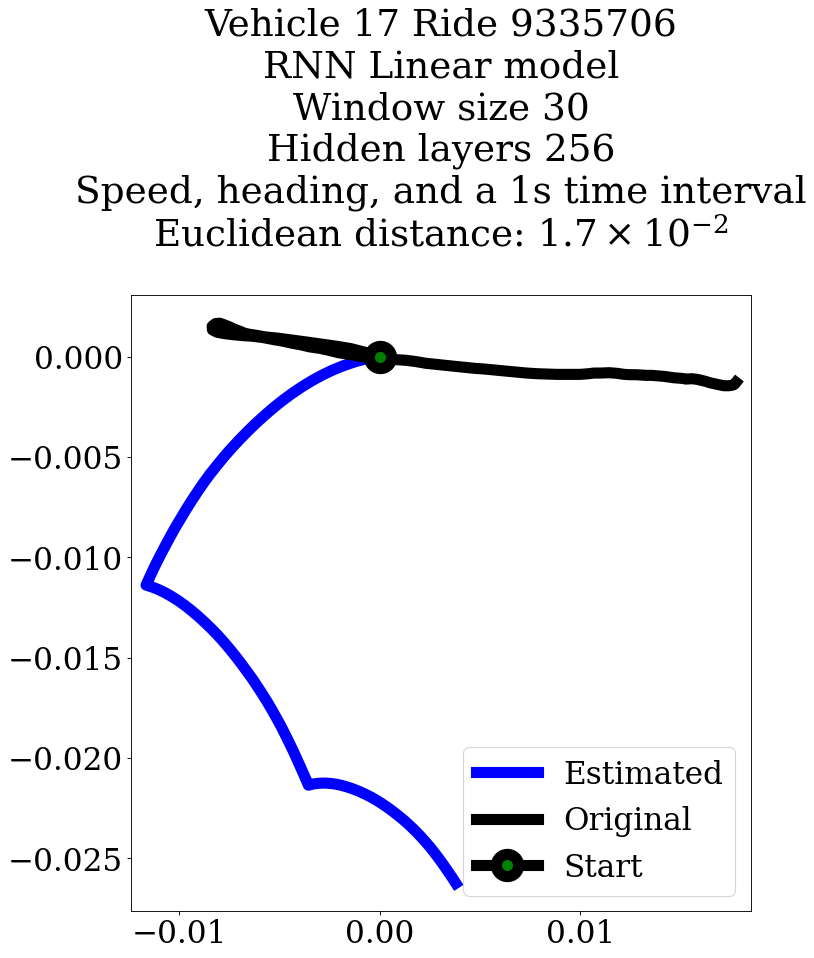 Vehicle 17 Ride 9335706
RNN Linear model
Window size 30
Hidden layers 256
Speed, heading, and a 1s time interval
Euclidean distance: 1.7 × 10⁻²
0.000
−0.005
−0.010
−0.015
−0.020
−0.025
Estimated
Original
Start
−0.01 0.00 0.01